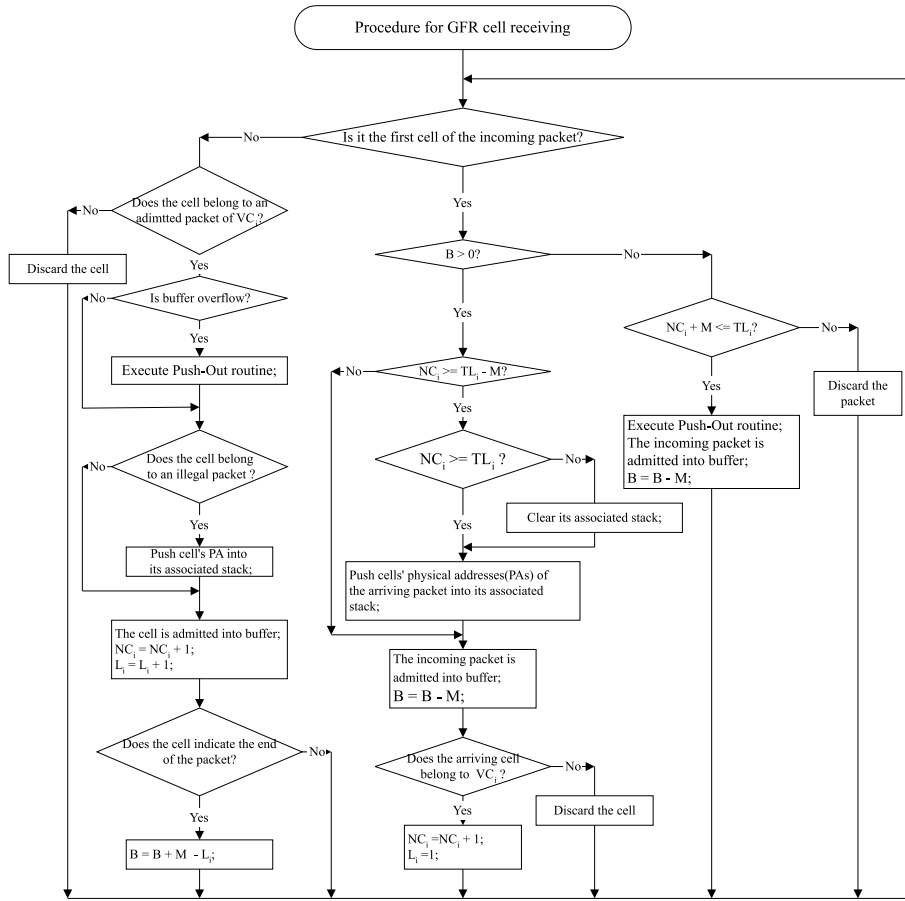 Procedure for GFR cell receiving
Is it the first cell of the incoming packet?
No
Yes
Does the cell belong to an
adimtted packet of VCi?
No
Discard the cell
Yes
Is buffer overflow?
No
Yes
Execute Push-Out routine;
Does the cell belong
to an illegal packet ?
No
Yes
Push cell's PA into
its associated stack;
The cell is admitted into buffer;
NCi = NCi + 1;
Li = Li + 1;
Does the cell indicate the end
of the packet?
No
Yes
B = B + M - Li;
B > 0?
No
Yes
NCi >= TLi - M?
No
Yes
NCi >= TLi ?
No
Clear its associated stack;
Yes
Push cells' physical addresses(PAs) of
the arriving packet into its associated
stack;
The incoming packet is
admitted into buffer;
B = B - M;
Does the arriving cell
belong to VCi ?
No
Discard the cell
Yes
NCi =NCi + 1;
Li =1;
NCi + M <= TLi?
No
Discard the
packet
Yes
Execute Push-Out routine;
The incoming packet is
admitted into buffer;
B = B - M;